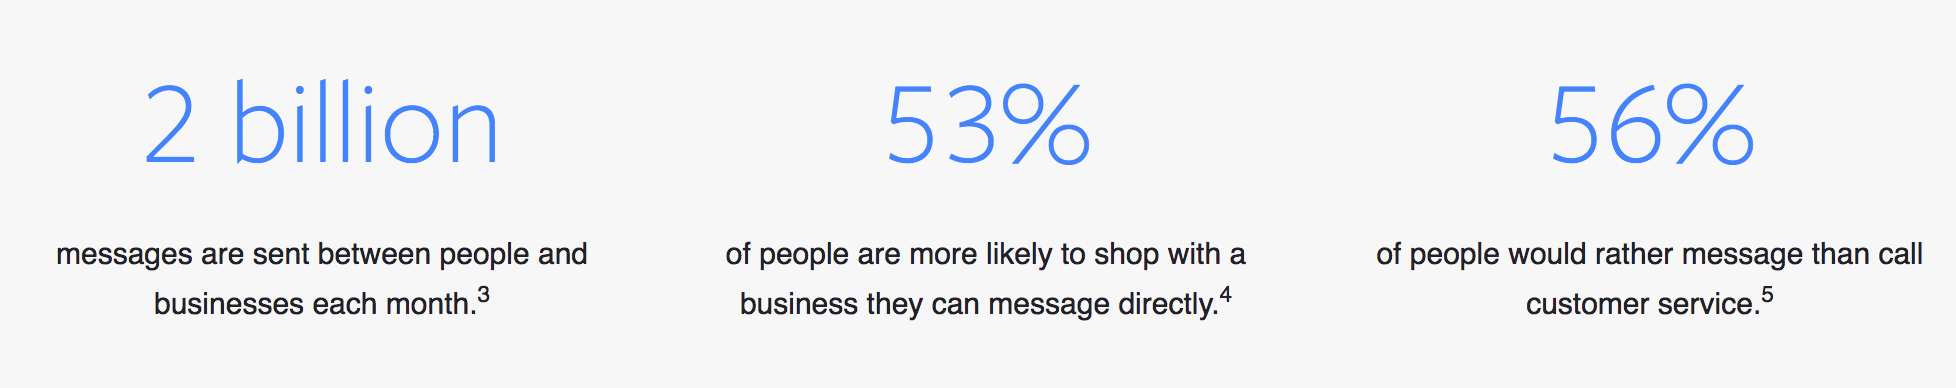 2 billion
messages are sent between people and
businesses each month.³
53%
of people are more likely to shop with a
business they can message directly.⁴
56%
of people would rather message than call
customer service.⁵